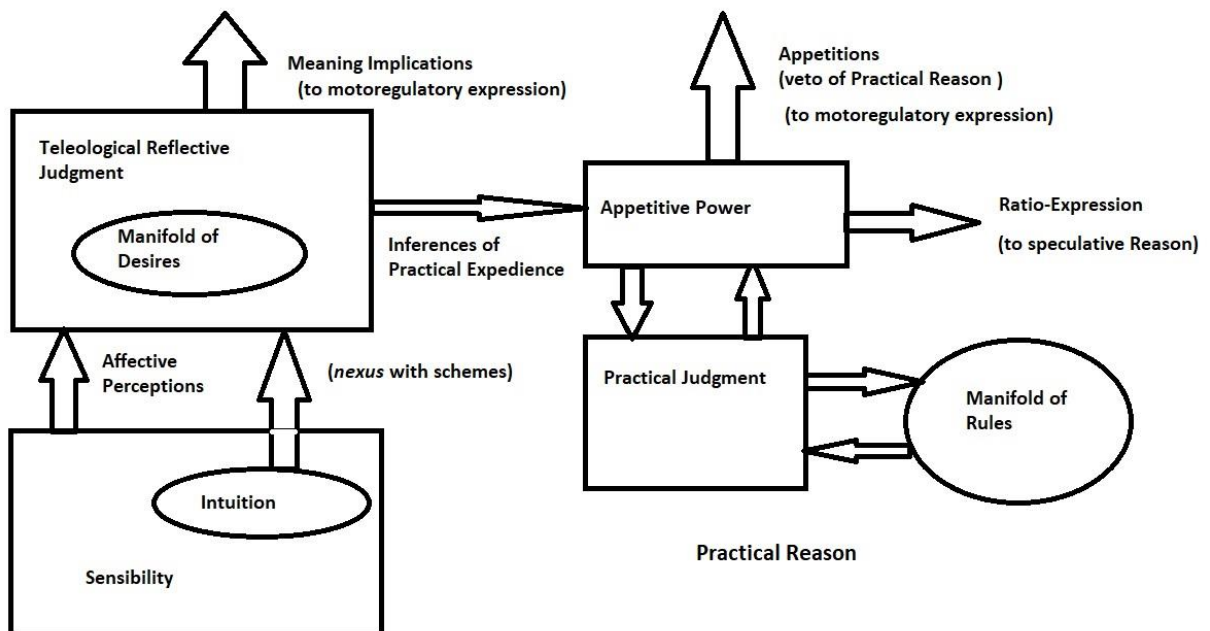 Meaning Implications
(to motoregulatory expression)
Appetitions
(veto of Practical Reason )
(to motoregulatory expression)
Teleological Reflective
Judgment
Manifold of
Desires
Inferences of
Practical Expedience
Appetitive Power
Ratio-Expression
(to speculative Reason)
Affective
Perceptions
(nexus with schemes)
Practical Judgment
Manifold of
Rules
Intuition
Sensibility
Practical Reason